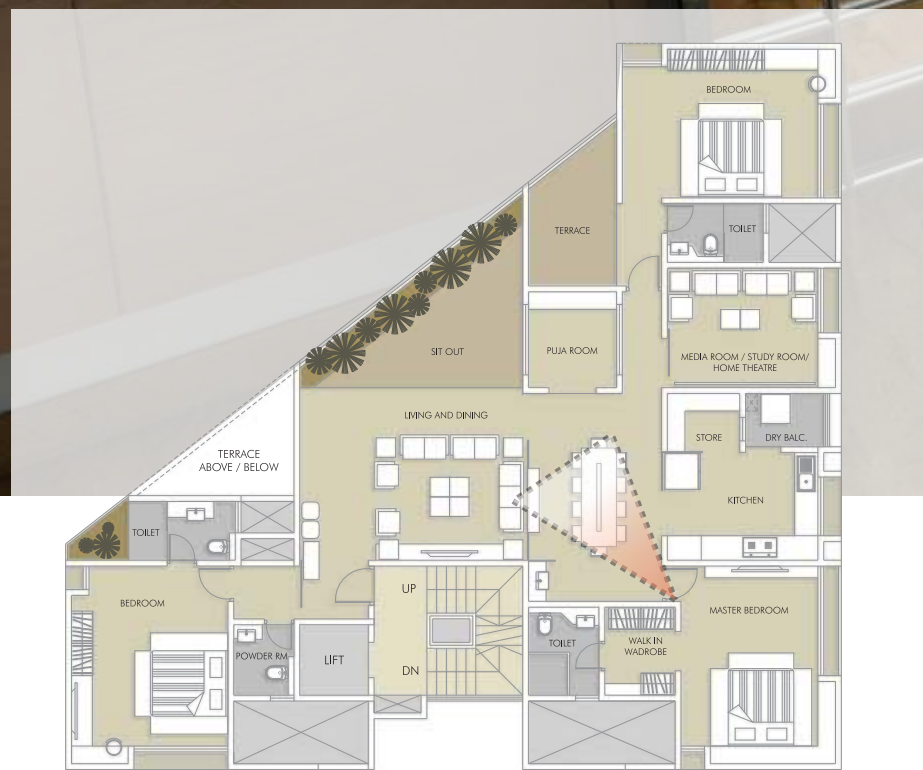 BEDROOM
TERRACE
TOILET
SIT OUT
PUJA ROOM
MEDIA ROOM / STUDY ROOM/
HOME THEATRE
LIVING AND DINING
STORE
DRY BALC.
TERRACE
ABOVE / BELOW
KITCHEN
TOILET
BEDROOM
UP
MASTER BEDROOM
TOILET
WALK IN
WADROBE
POWDER RM.
LIFT
DN